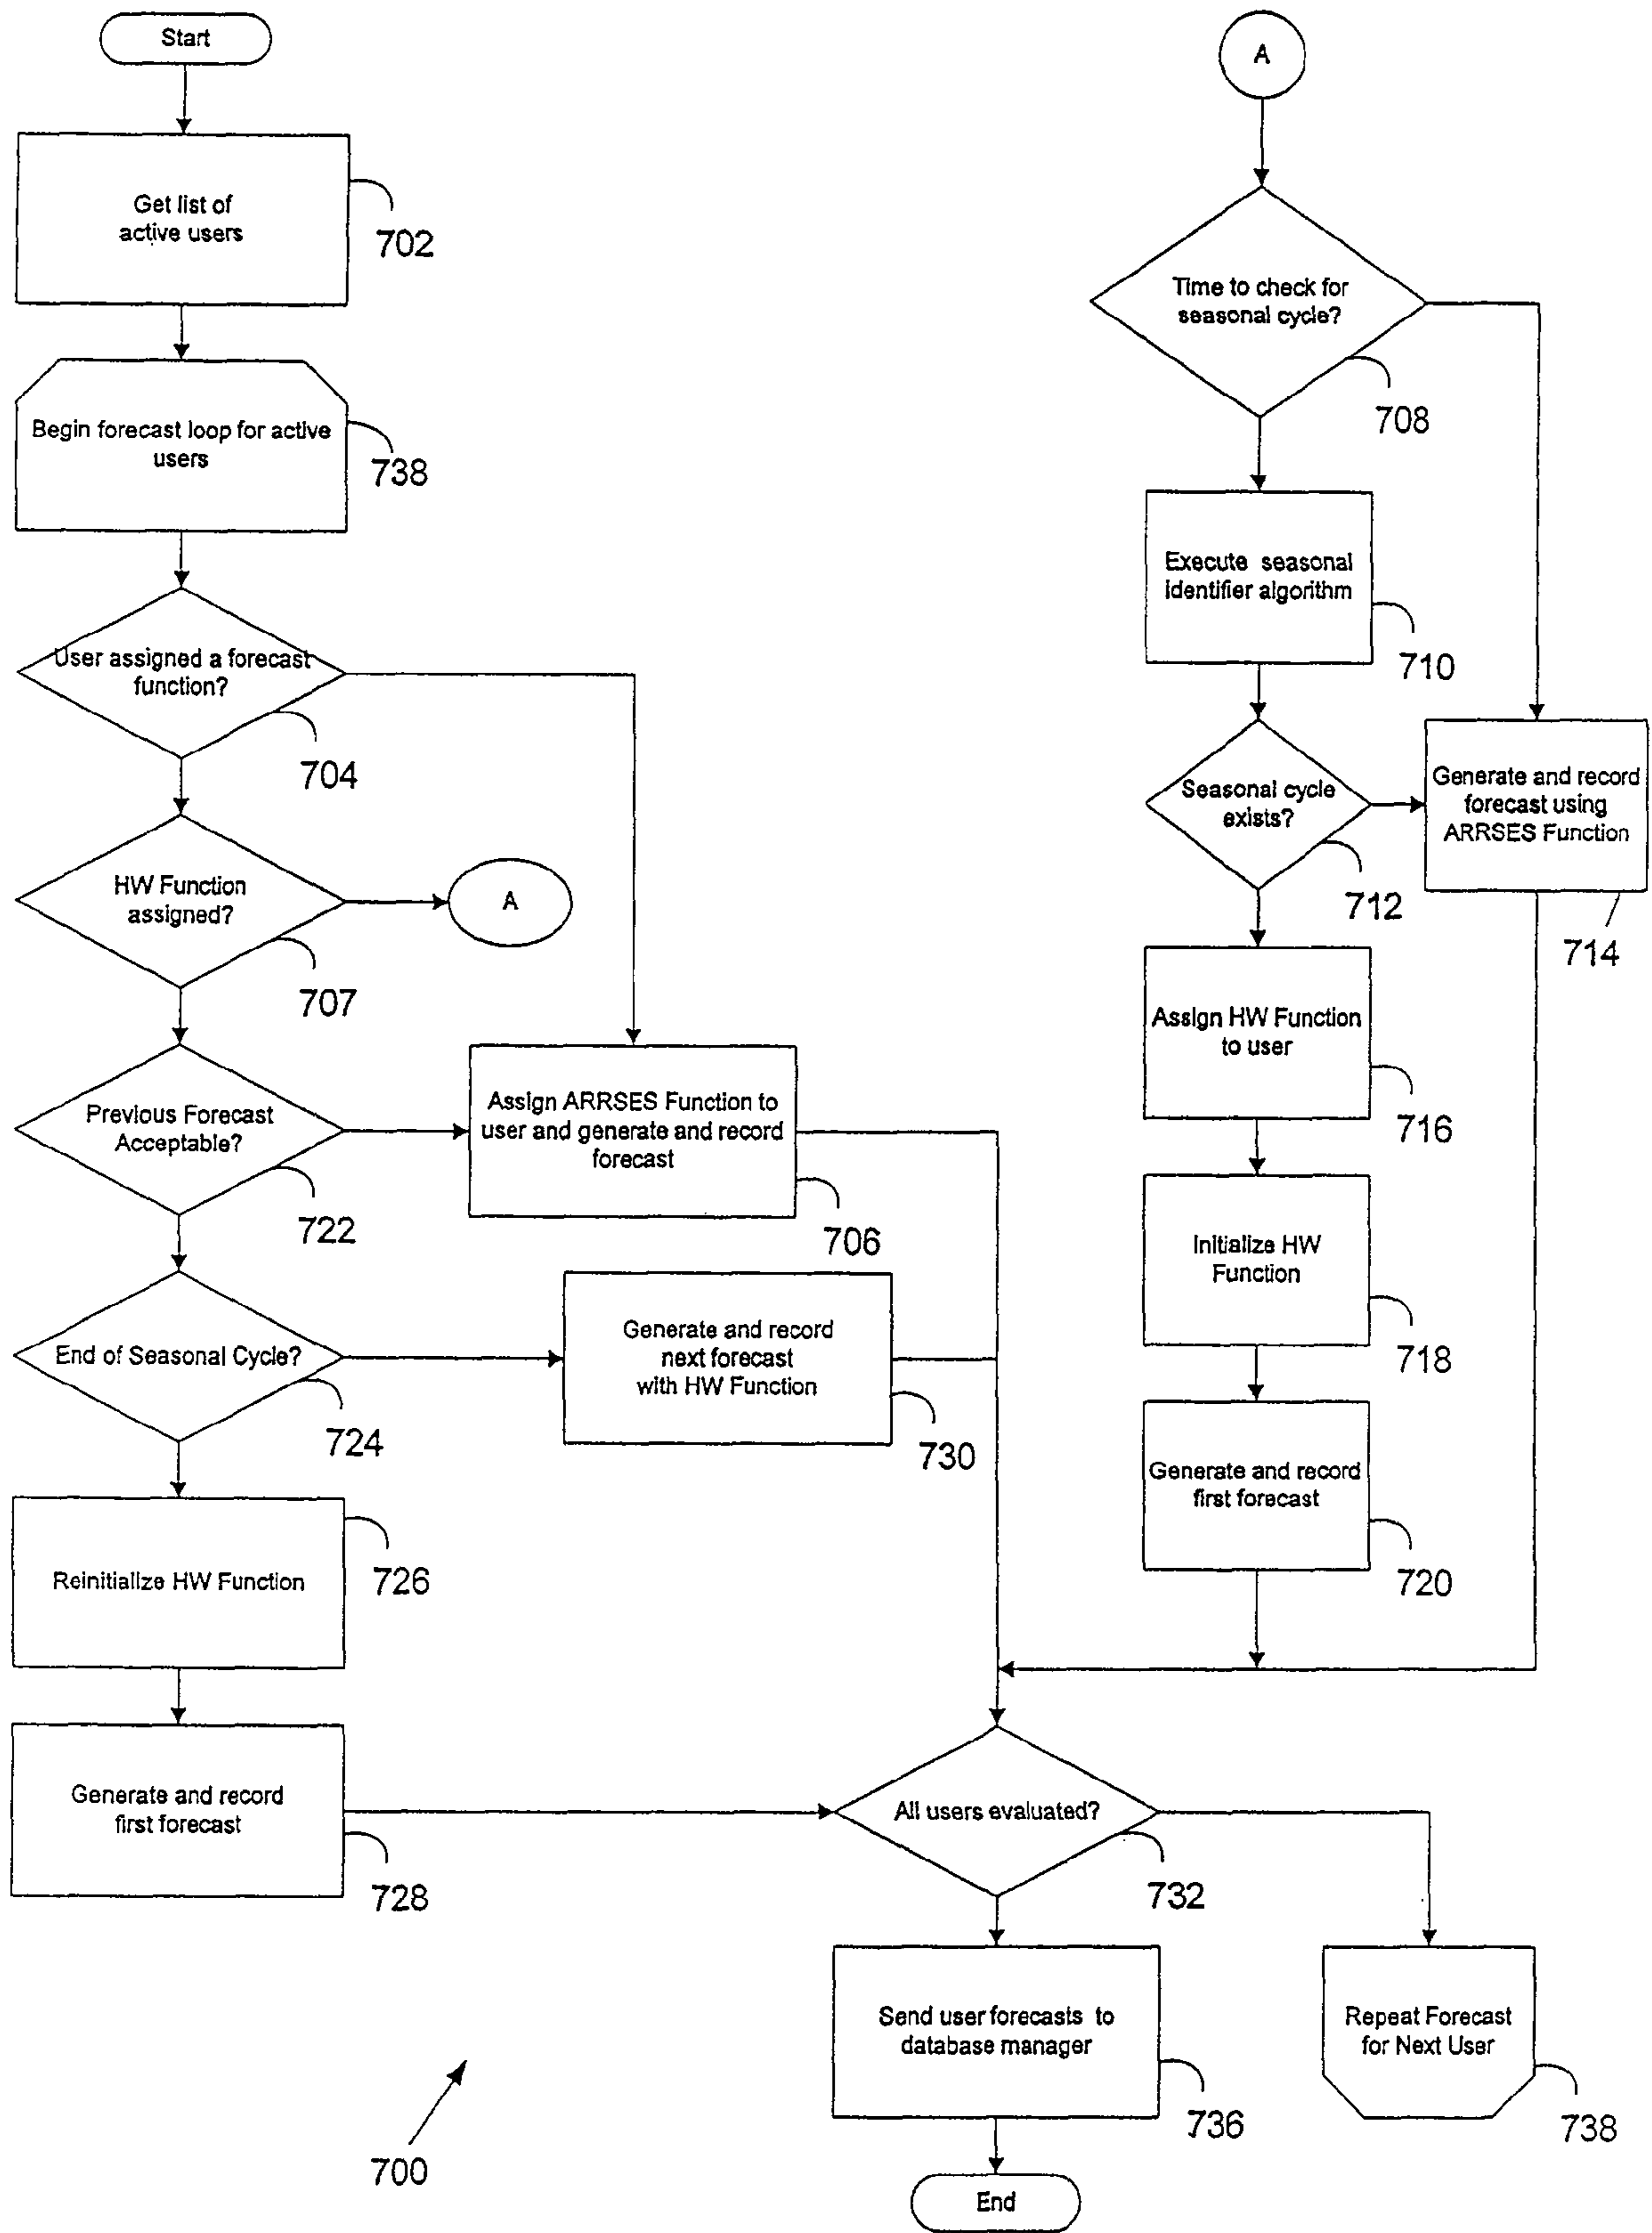 Start
Get list of
active users
702
Begin forecast loop for active
users
738
User assigned a forecast
function?
704
HW Function
assigned?
707
A
Previous Forecast
Acceptable?
722
Assign ARRSES Function to
user and generate and record
forecast
706
End of Seasonal Cycle?
724
Generate and record
next forecast
with HW Function
730
Reinitialize HW Function
726
Generate and record
first forecast
728
A
Time to check for
seasonal cycle?
708
Execute seasonal
identifier algorithm
710
Seasonal cycle
exists?
712
Generate and record
forecast using
ARRSES Function
714
Assign HW Function
to user
716
Initialize HW
Function
718
Generate and record
first forecast
720
All users evaluated?
732
Send user forecasts to
database manager
736
Repeat Forecast
for Next User
738
End
700